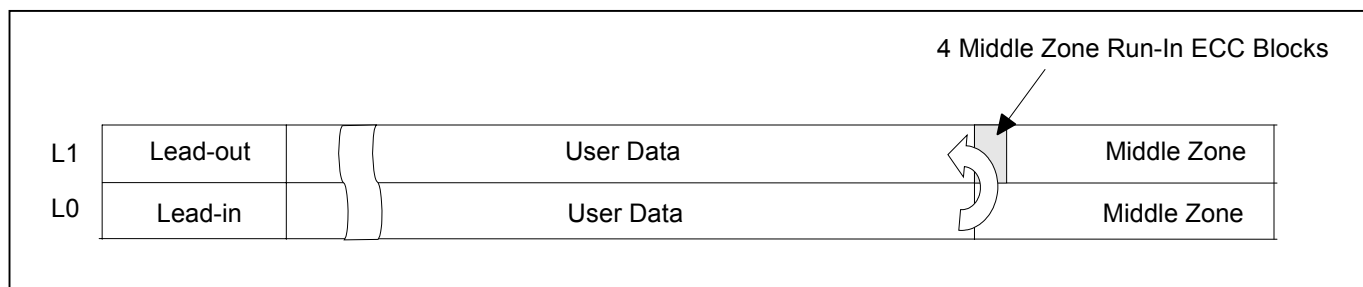 4 Middle Zone Run-In ECC Blocks
L1 Lead-out User Data Middle Zone
L0 Lead-in User Data Middle Zone